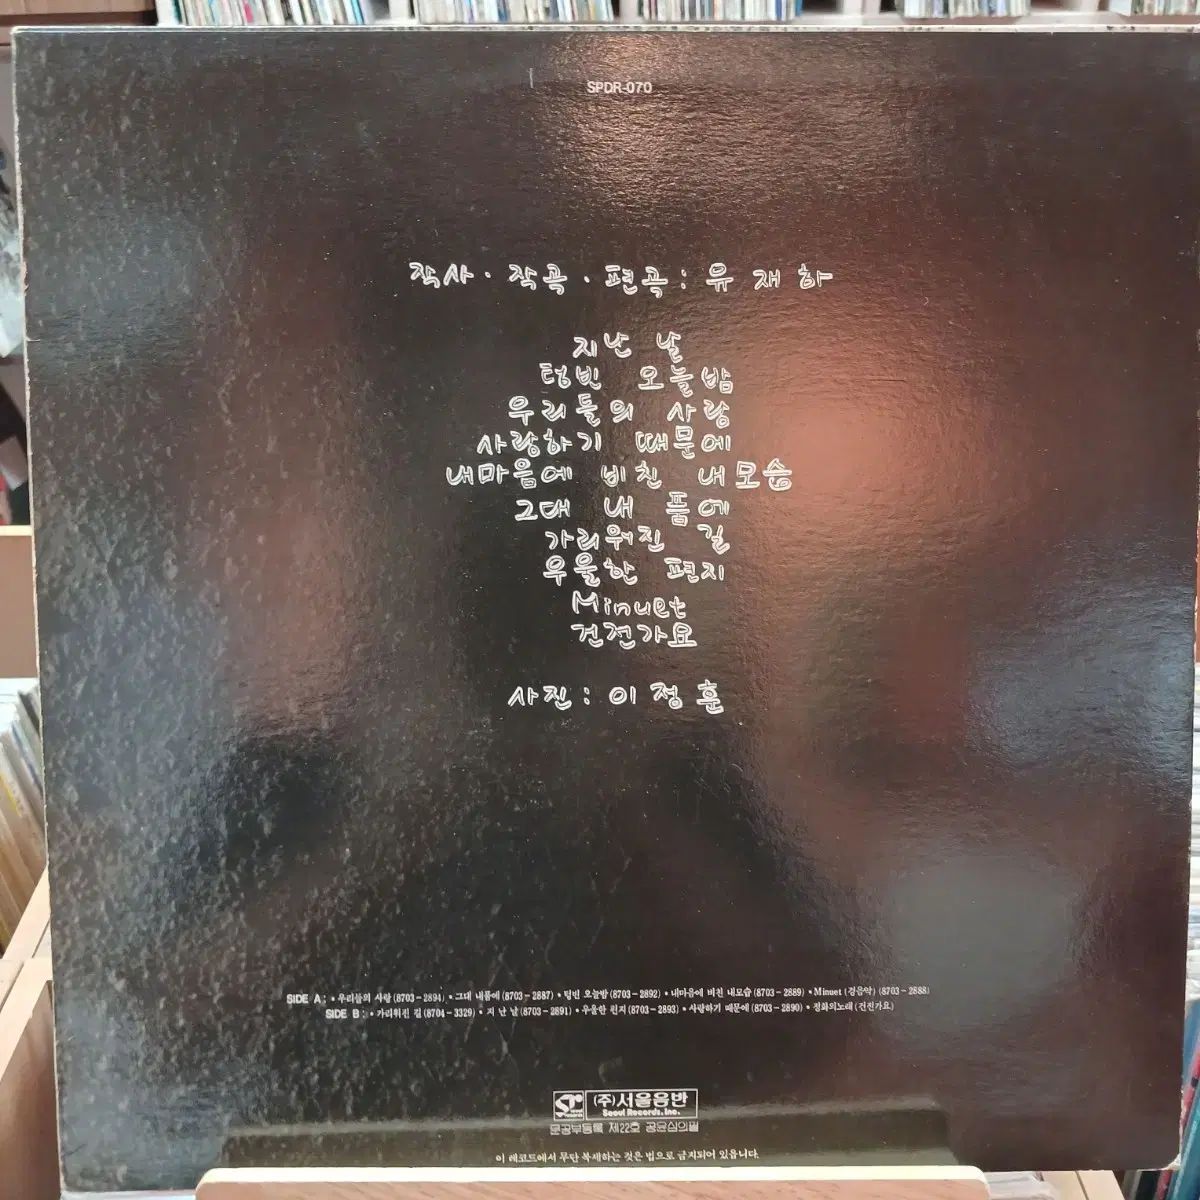 SPDR-070
작사 · 작곡 · 편곡 : 유 재 하
지난 날
텅빈 오늘밤
우리들의 사랑
사랑하기 때문에
내마음에 비친 내모습
그대 내 품에
가리워진 길
우울한 편지
Minuet
건전가요
사진 : 이 정 훈
SIDE A : • 우리들의 사랑 (8703-2894) • 그대 내품에 (8703-2887) • 텅빈 오늘밤 (8703-2892) • 내마음에 비친 내모습 (8703-2889) • Minuet (경음악) (8703-2888)
SIDE B : • 가리워진 길 (8704-3329) • 지 난 날 (8703-2891) • 우울한 편지 (8703-2893) • 사랑하기 때문에 (8703-2890) • 정화의노래 (건전가요)
(주)서울음반
Seoul Records, Inc.
문공부등록 제22호 공윤심의필
이 레코드에서 무단 복제하는 것은 법으로 금지되어 있읍니다.